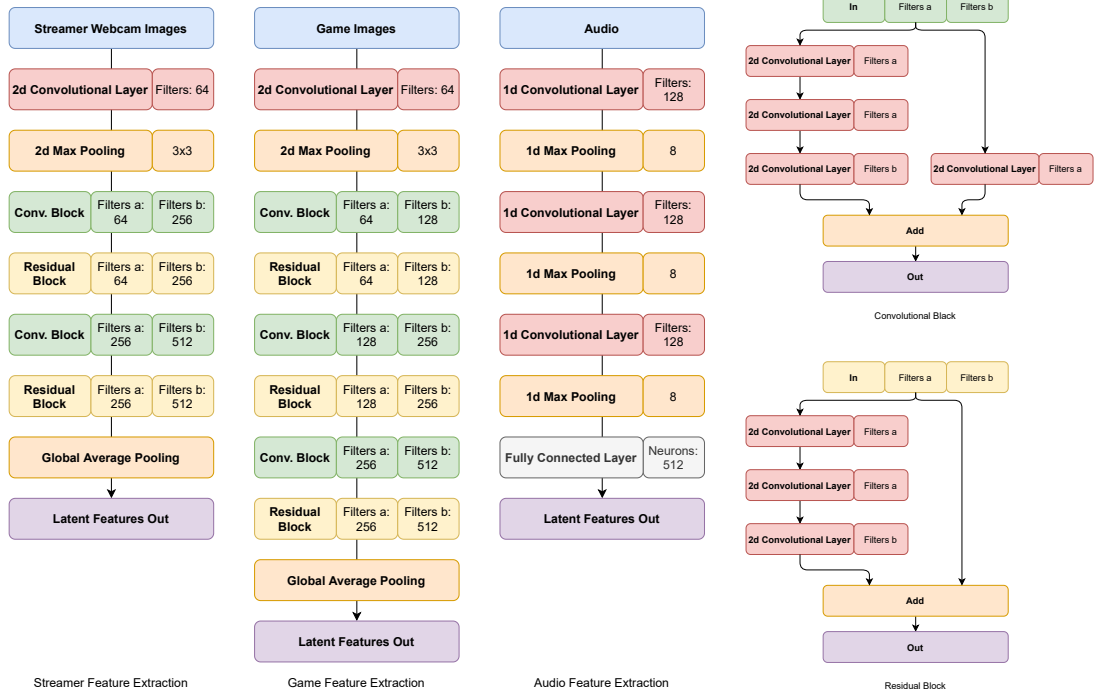 Streamer Webcam Images
2d Convolutional Layer
Filters: 64
2d Max Pooling
3x3
Conv. Block
Filters a:
64
Filters b:
256
Residual
Block
Filters a:
64
Filters b:
256
Conv. Block
Filters a:
256
Filters b:
512
Residual
Block
Filters a:
256
Filters b:
512
Global Average Pooling
Latent Features Out
Streamer Feature Extraction
Game Images
2d Convolutional Layer
Filters: 64
2d Max Pooling
3x3
Conv. Block
Filters a:
64
Filters b:
128
Residual
Block
Filters a:
64
Filters b:
128
Conv. Block
Filters a:
128
Filters b:
256
Residual
Block
Filters a:
128
Filters b:
256
Conv. Block
Filters a:
256
Filters b:
512
Residual
Block
Filters a:
256
Filters b:
512
Global Average Pooling
Latent Features Out
Game Feature Extraction
Audio
1d Convolutional Layer
Filters:
128
1d Max Pooling
8
1d Convolutional Layer
Filters:
128
1d Max Pooling
8
1d Convolutional Layer
Filters:
128
1d Max Pooling
8
Fully Connected Layer
Neurons:
512
Latent Features Out
Audio Feature Extraction
In
Filters a
Filters b
2d Convolutional Layer
Filters a
2d Convolutional Layer
Filters a
2d Convolutional Layer
Filters b
2d Convolutional Layer
Filters a
Add
Out
Convolutional Black
In
Filters a
Filters b
2d Convolutional Layer
Filters a
2d Convolutional Layer
Filters a
2d Convolutional Layer
Filters b
Add
Out
Residual Block